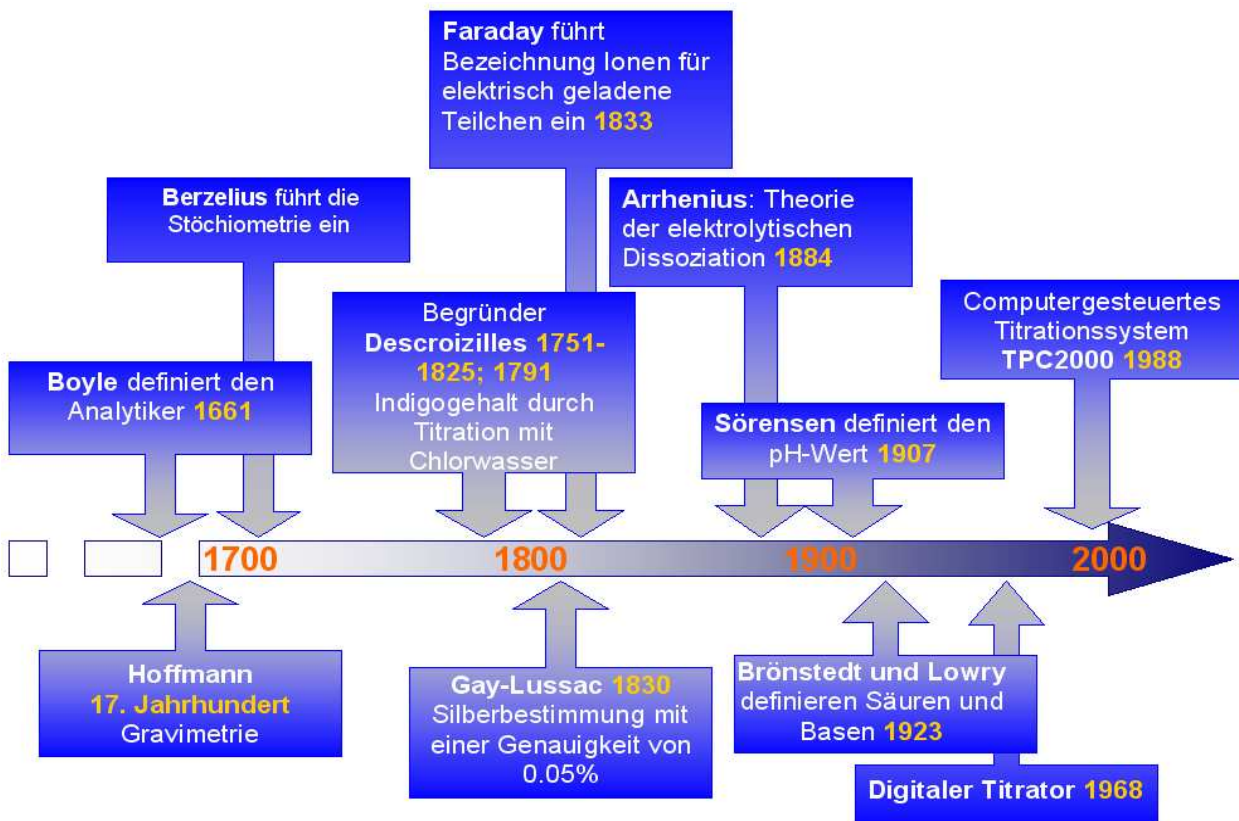 Faraday führt
Bezeichnung Ionen für
elektrisch geladene
Teilchen ein 1833
Berzelius führt die
Stöchiometrie ein
Arrhenius: Theorie
der elektrolytischen
Dissoziation 1884
Begründer
Descroizilles 1751-
1825; 1791
Indigogehalt durch
Titration mit
Chlorwasser
Computergesteuertes
Titrationssystem
TPC2000 1988
Boyle definiert den
Analytiker 1661
Sörensen definiert den
pH-Wert 1907
1700
1800
1900
2000
Hoffmann
17. Jahrhundert
Gravimetrie
Gay-Lussac 1830
Silberbestimmung mit
einer Genauigkeit von
0.05%
Brönstedt und Lowry
definieren Säuren und
Basen 1923
Digitaler Titrator 1968